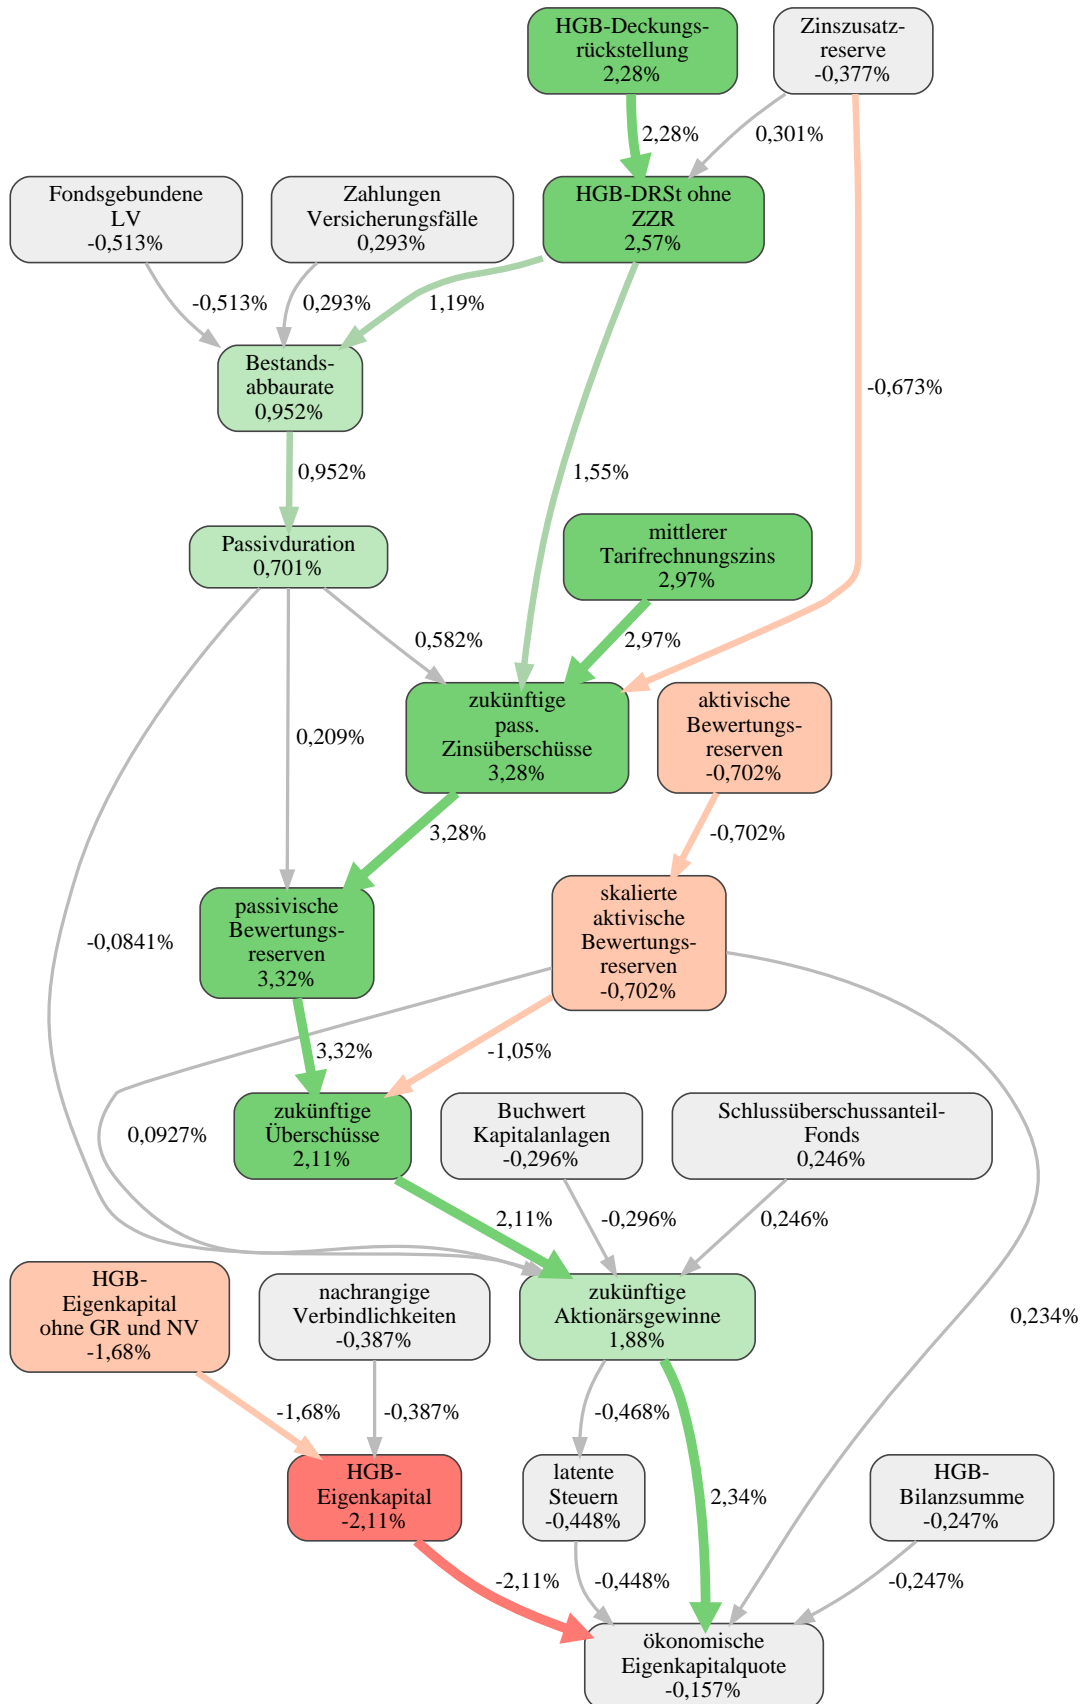 HGB-Deckungs-
rückstellung
2,28%
Zinszusatz-
reserve
-0,377%
2,28%
0,301%
Fondsgebundene
LV
-0,513%
Zahlungen
Versicherungsfälle
0,293%
HGB-DRSt ohne
ZZR
2,57%
-0,513%
0,293%
1,19%
Bestands-
abbaurate
0,952%
-0,673%
0,952%
1,55%
Passivduration
0,701%
mittlerer
Tarifrechnungszins
2,97%
0,582%
2,97%
zukünftige
pass.
Zinsüberschüsse
3,28%
aktivische
Bewertungs-
reserven
-0,702%
0,209%
3,28%
-0,702%
passivische
Bewertungs-
reserven
3,32%
skalierte
aktivische
Bewertungs-
reserven
-0,702%
-0,0841%
3,32%
-1,05%
zukünftige
Überschüsse
2,11%
Buchwert
Kapitalanlagen
-0,296%
Schlussüberschussanteil-
Fonds
0,246%
0,0927%
2,11%
-0,296%
0,246%
HGB-
Eigenkapital
ohne GR und NV
-1,68%
nachrangige
Verbindlichkeiten
-0,387%
zukünftige
Aktionärsgewinne
1,88%
0,234%
-1,68%
-0,387%
-0,468%
HGB-
Eigenkapital
-2,11%
latente
Steuern
-0,448%
2,34%
HGB-
Bilanzsumme
-0,247%
-2,11%
-0,448%
-0,247%
ökonomische
Eigenkapitalquote
-0,157%